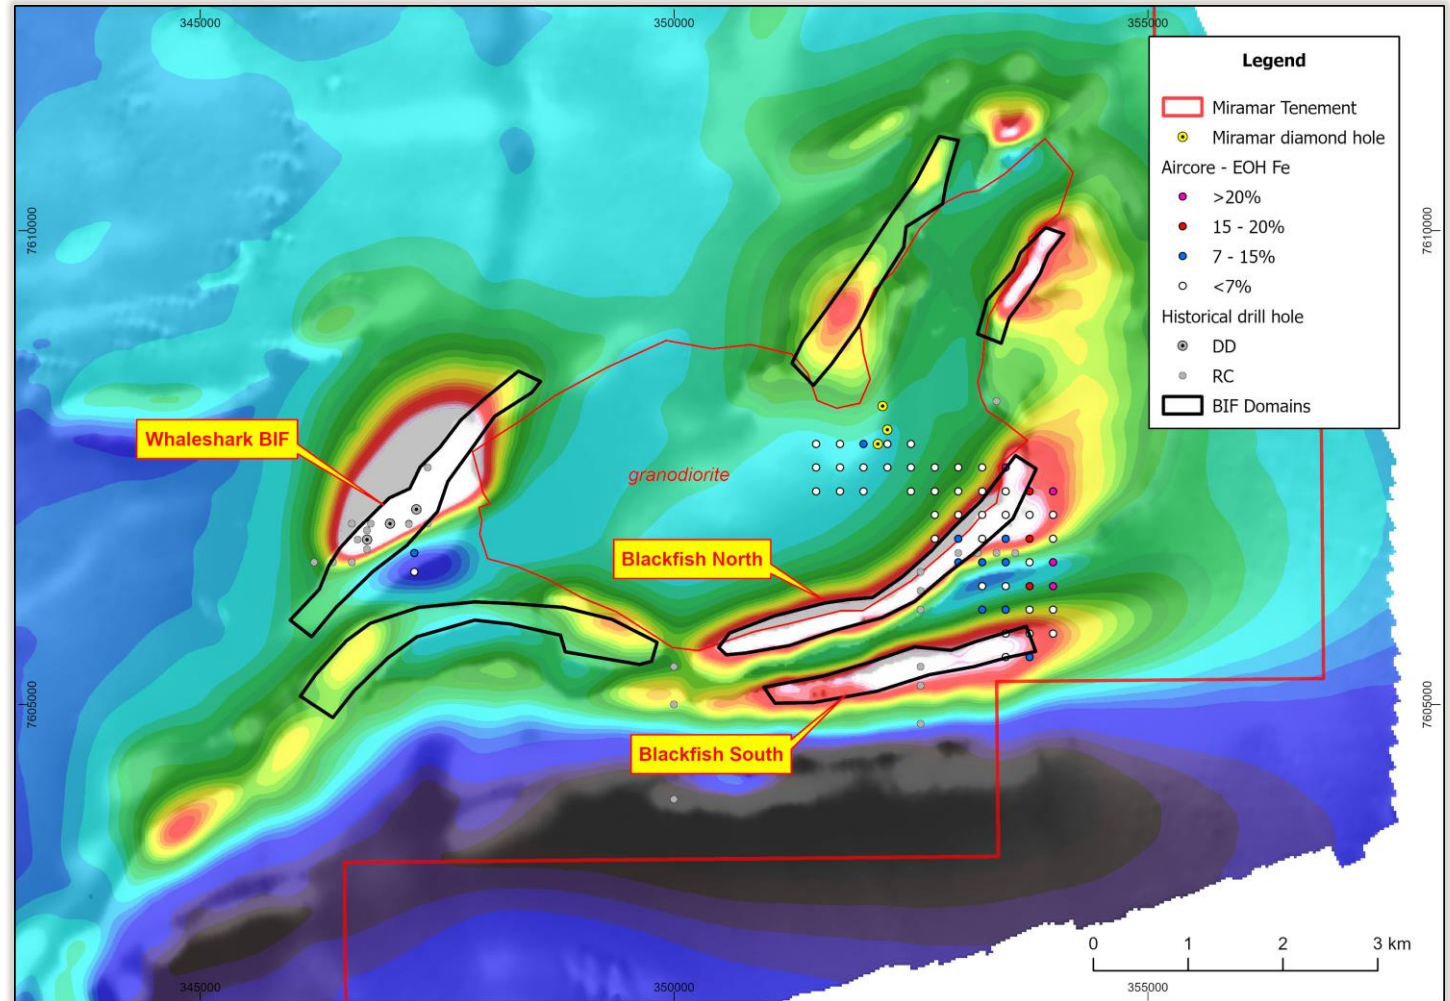 345000
350000
355000
Legend
Miramar Tenement
Miramar diamond hole
Aircore - EOH Fe
>20%
15 - 20%
7 - 15%
<7%
Historical drill hole
DD
RC
BIF Domains
7610000
7610000
Whaleshark BIF
granodiorite
Blackfish North
7605000
7605000
Blackfish South
0 1 2 3 km
345000
350000
355000